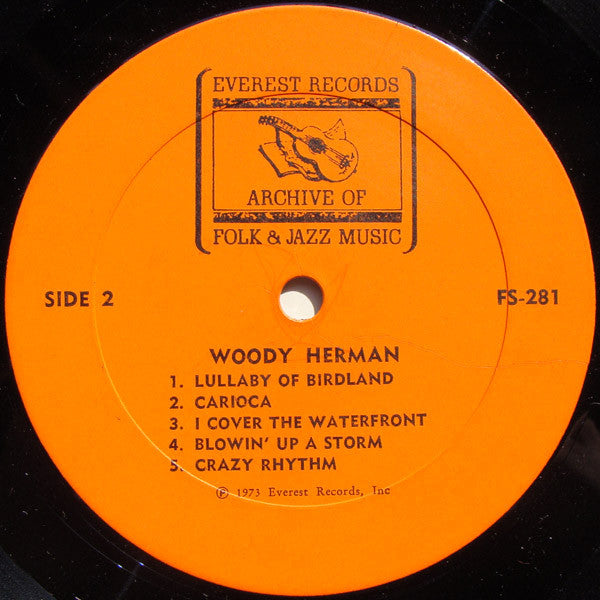 EVEREST RECORDS
ARCHIVE OF
FOLK & JAZZ MUSIC
SIDE 2
FS-281
WOODY HERMAN
1. LULLABY OF BIRDLAND
2. CARIOCA
3. I COVER THE WATERFRONT
4. BLOWIN' UP A STORM
5. CRAZY RHYTHM
℗ 1973 Everest Records, Inc